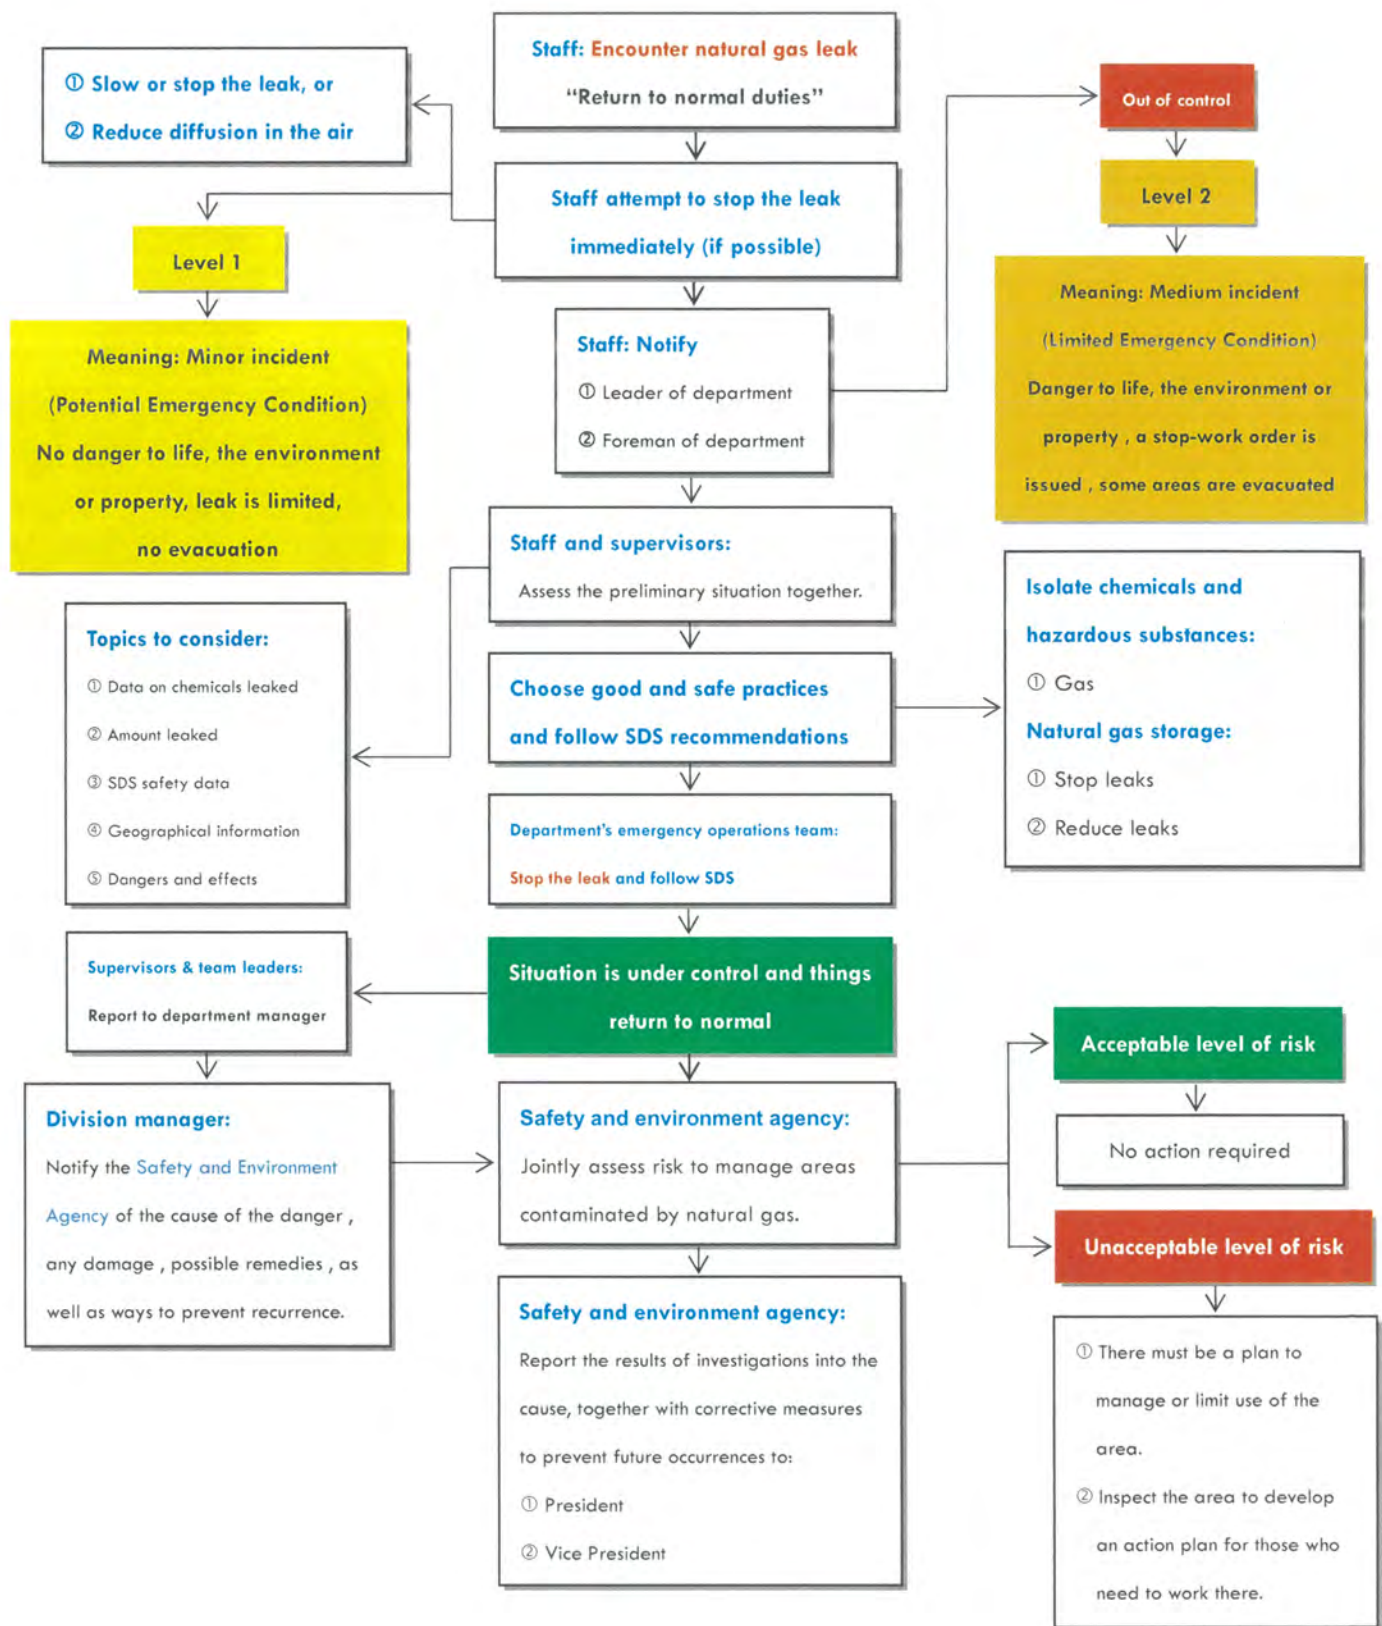 Staff: Encounter natural gas leak
"Return to normal duties"
① Slow or stop the leak, or
② Reduce diffusion in the air
Out of control
Staff attempt to stop the leak
immediately (if possible)
Level 2
Level 1
Meaning: Medium incident
(Limited Emergency Condition)
Danger to life, the environment or
property , a stop-work order is
issued , some areas are evacuated
Staff: Notify
① Leader of department
② Foreman of department
Meaning: Minor incident
(Potential Emergency Condition)
No danger to life, the environment
or property, leak is limited,
no evacuation
Staff and supervisors:
Assess the preliminary situation together.
Isolate chemicals and
hazardous substances:
① Gas
Natural gas storage:
① Stop leaks
② Reduce leaks
Topics to consider:
① Data on chemicals leaked
② Amount leaked
③ SDS safety data
④ Geographical information
⑤ Dangers and effects
Choose good and safe practices
and follow SDS recommendations
Department's emergency operations team:
Stop the leak and follow SDS
Supervisors & team leaders:
Report to department manager
Situation is under control and things
return to normal
Acceptable level of risk
No action required
Division manager:
Notify the Safety and Environment
Agency of the cause of the danger ,
any damage , possible remedies , as
well as ways to prevent recurrence.
Safety and environment agency:
Jointly assess risk to manage areas
contaminated by natural gas.
Unacceptable level of risk
Safety and environment agency:
Report the results of investigations into the
cause, together with corrective measures
to prevent future occurrences to:
① President
② Vice President
① There must be a plan to
manage or limit use of the
area.
② Inspect the area to develop
an action plan for those who
need to work there.